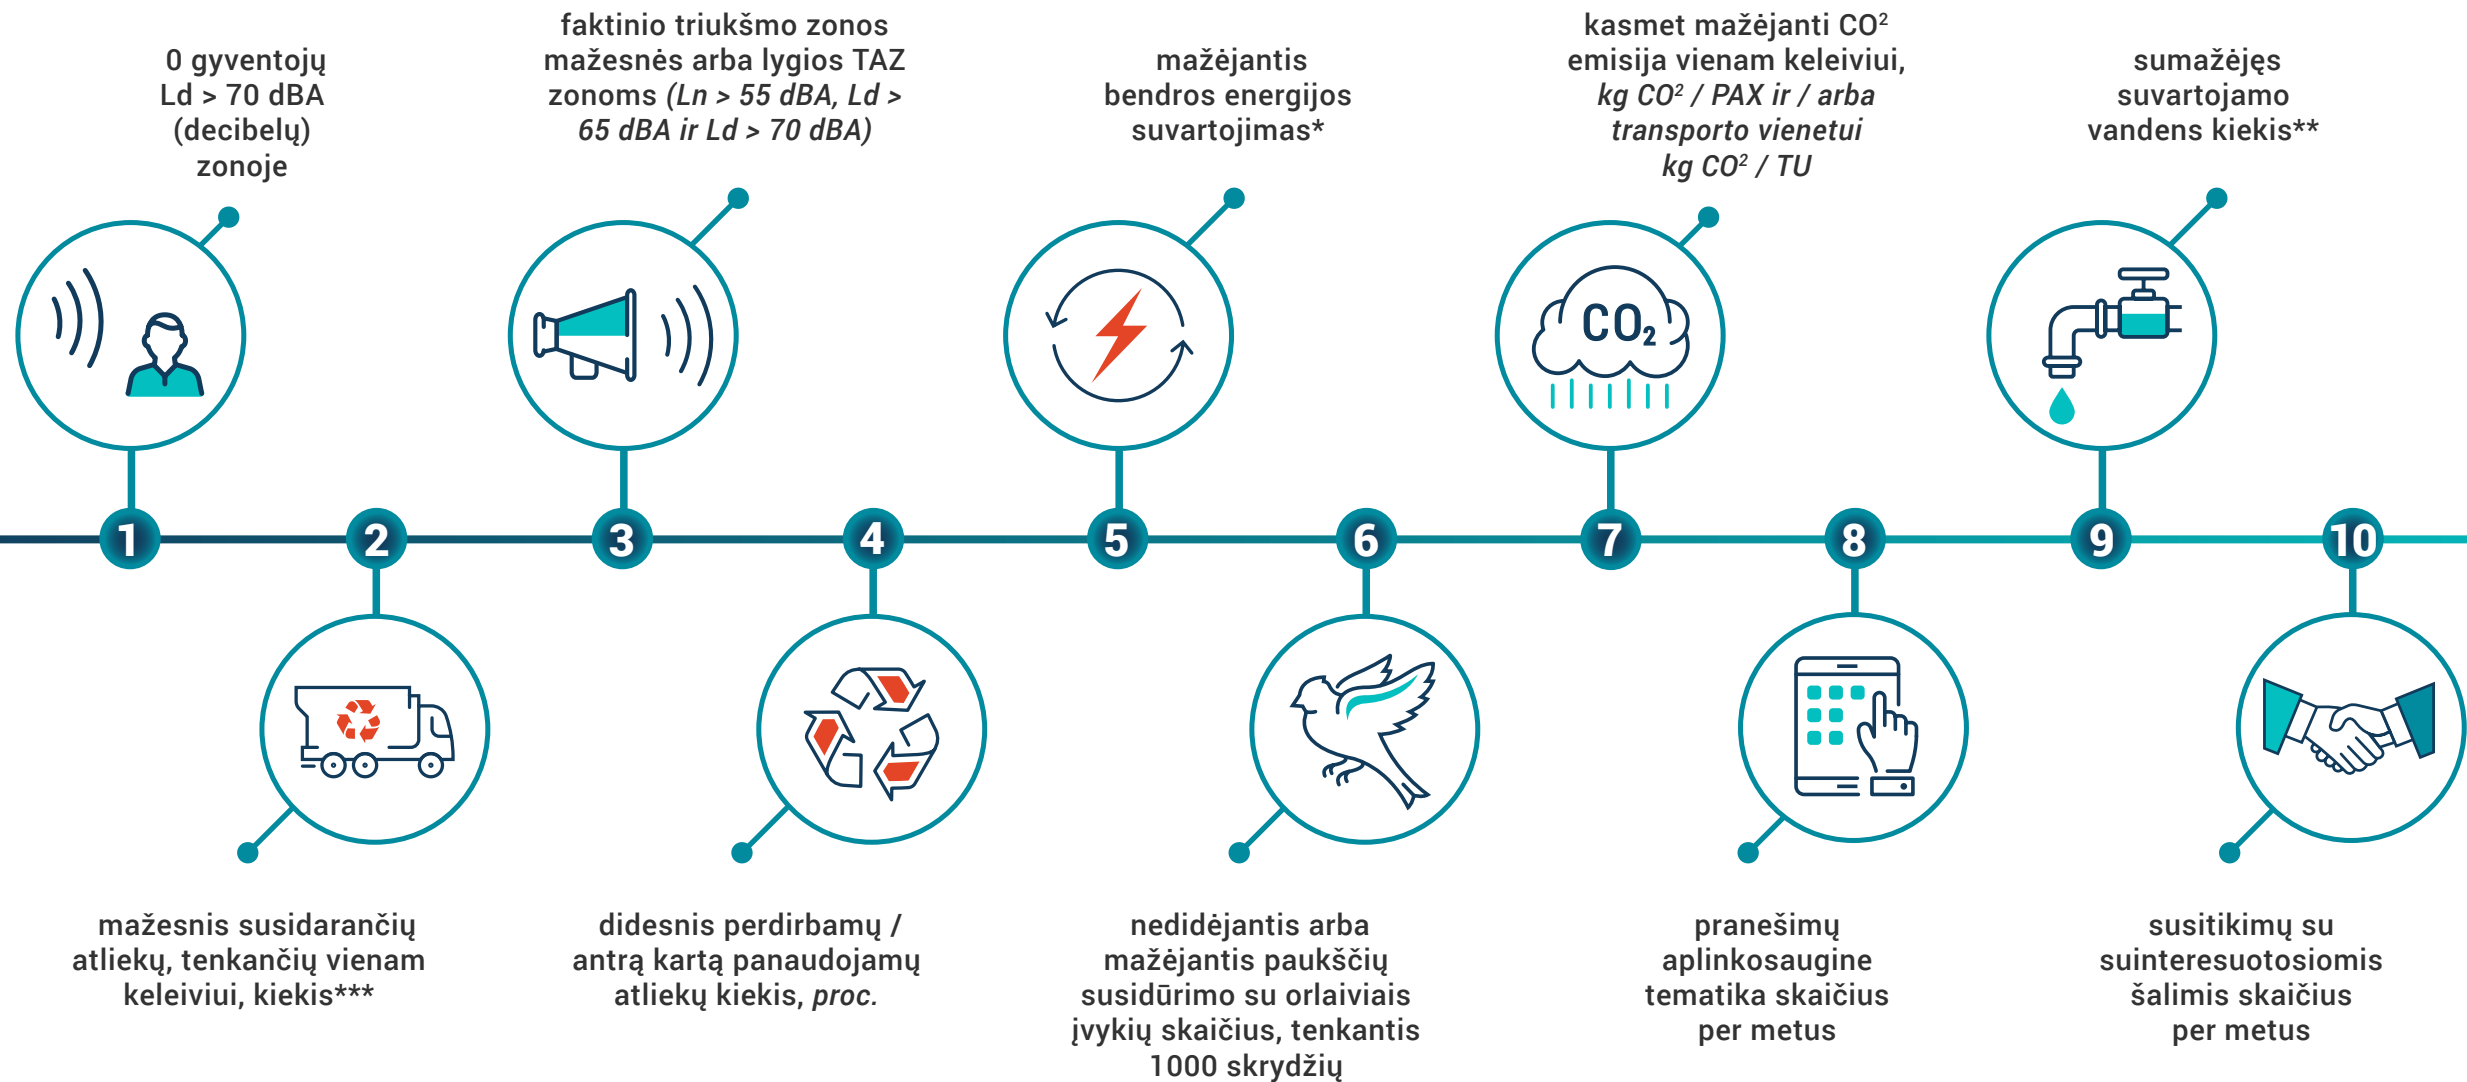 0 gyventojų
Ld > 70 dBA
(decibelų)
zonoje
faktinio triukšmo zonos
mažesnės arba lygios TAZ
zonoms (Ln > 55 dBA, Ld >
65 dBA ir Ld > 70 dBA)
mažėjantis
bendros energijos
suvartojimas*
kasmet mažėjanti CO²
emisija vienam keleiviui,
kg CO² / PAX ir / arba
transporto vienetui
kg CO² / TU
sumažėjęs
suvartojamo
vandens kiekis**
CO₂
1
2
3
4
5
6
7
8
9
10
mažesnis susidarančių
atliekų, tenkančių vienam
keleiviui, kiekis***
didesnis perdirbamų /
antrą kartą panaudojamų
atliekų kiekis, proc.
nedidėjantis arba
mažėjantis paukščių
susidūrimo su orlaiviais
įvykių skaičius, tenkantis
1000 skrydžių
pranešimų
aplinkosaugine
tematika skaičius
per metus
susitikimų su
suinteresuotosiomis
šalimis skaičius
per metus